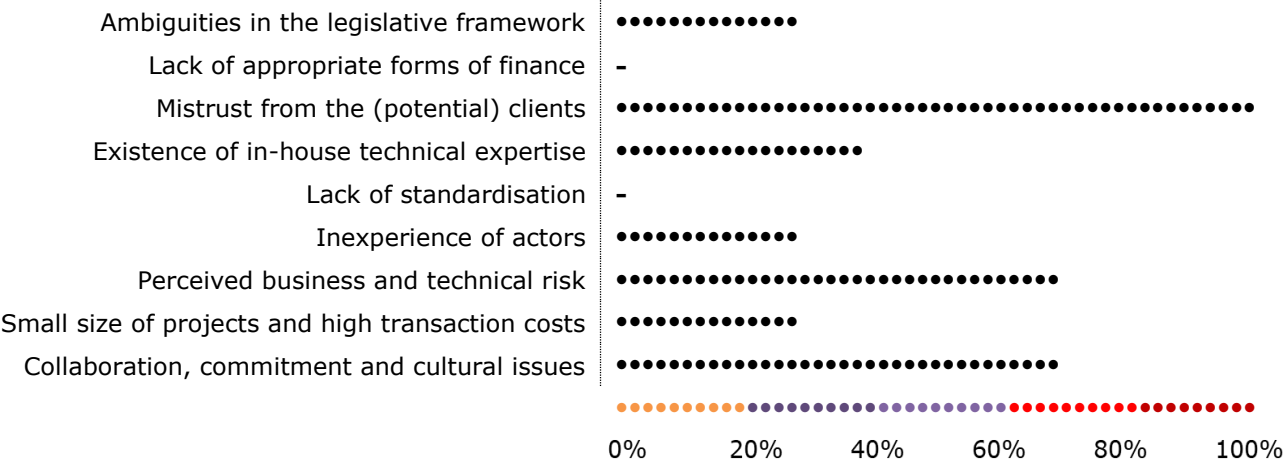 Ambiguities in the legislative framework
Lack of appropriate forms of finance -
Mistrust from the (potential) clients
Existence of in-house technical expertise
Lack of standardisation -
Inexperience of actors
Perceived business and technical risk
Small size of projects and high transaction costs
Collaboration, commitment and cultural issues
0% 20% 40% 60% 80% 100%